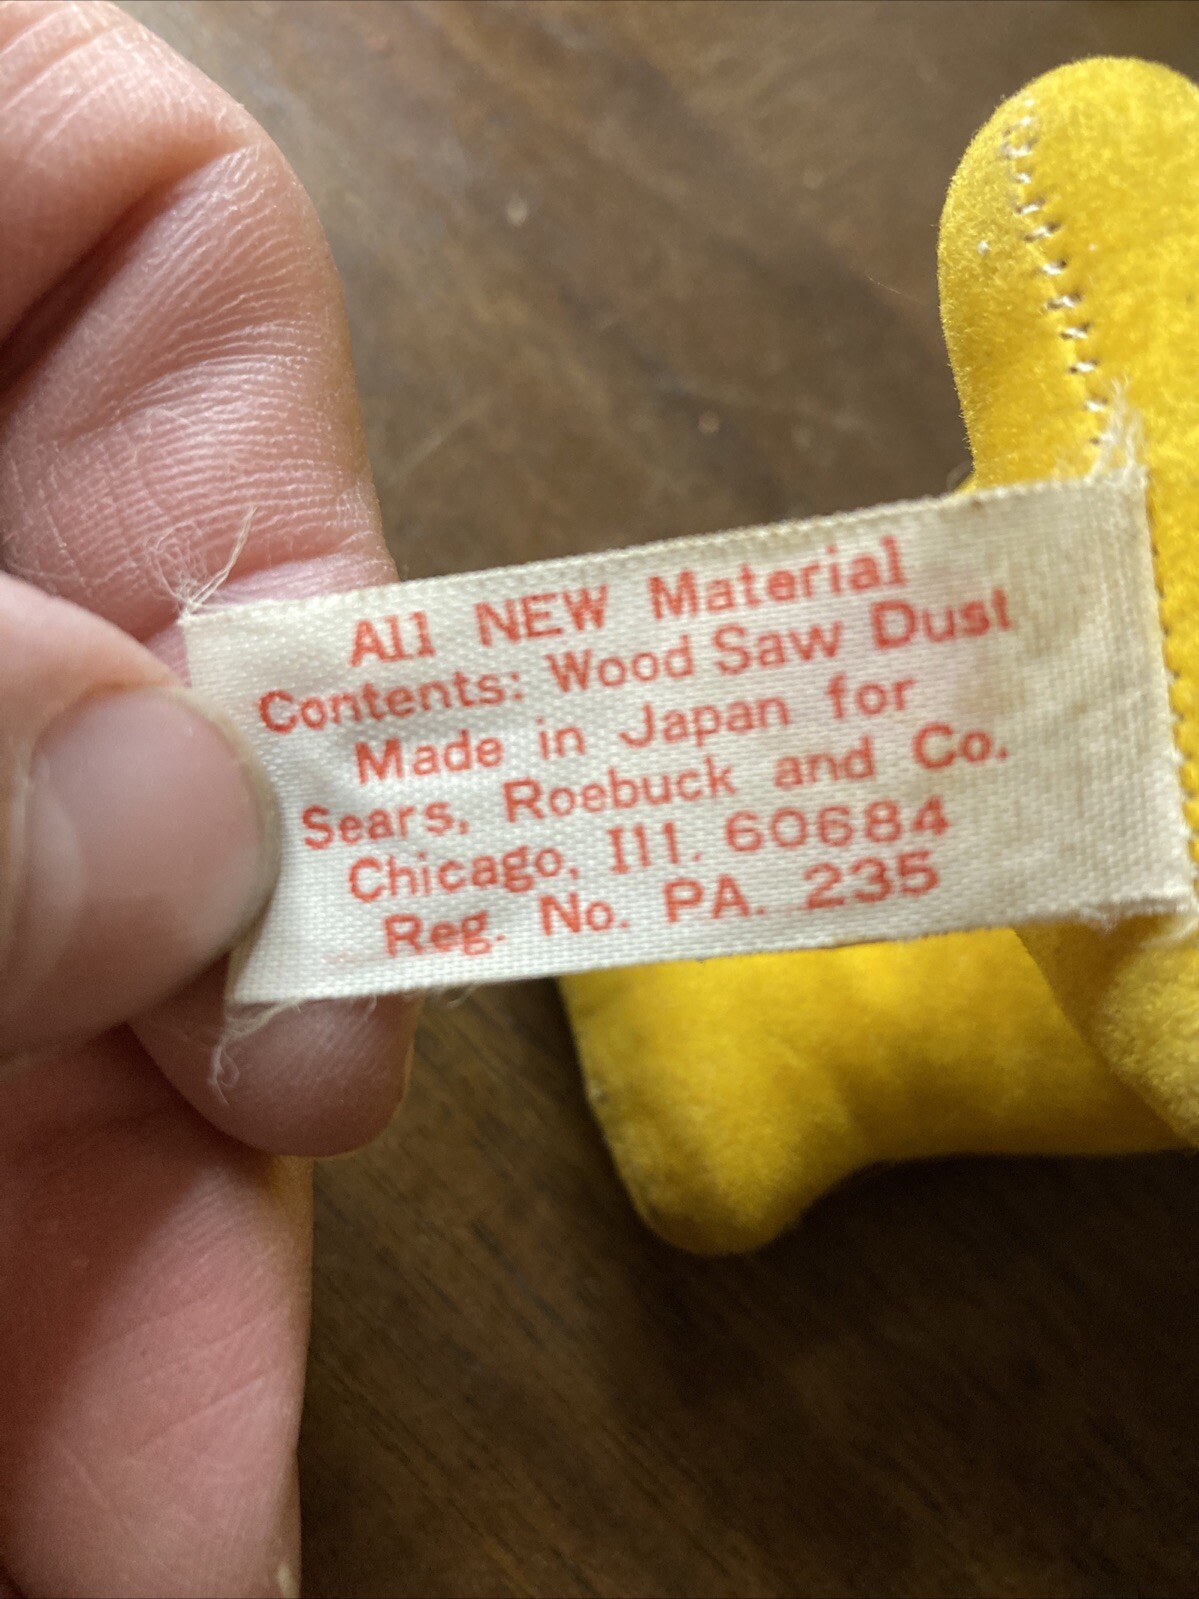 All NEW Material
Contents: Wood Saw Dust
Made in Japan for
Sears, Roebuck and Co.
Chicago, Ill. 60684
Reg. No. PA. 235